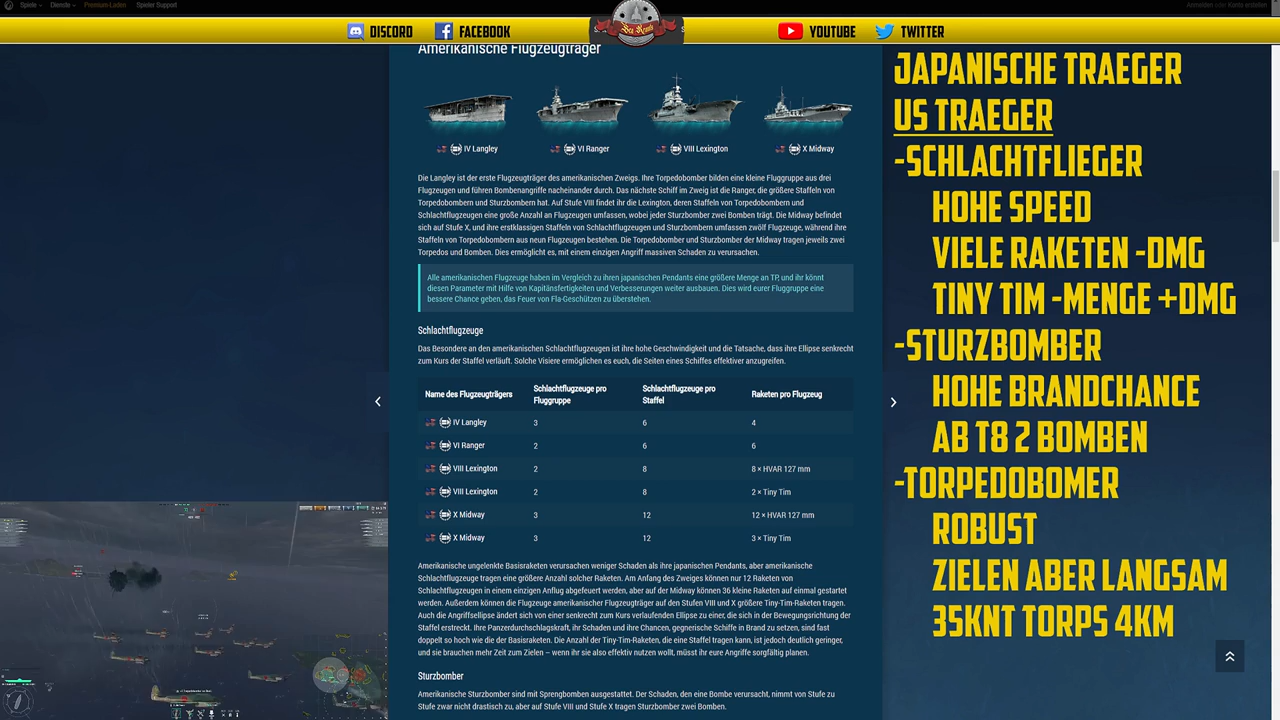 Spiele
Dienste
Premium-Laden
Spieler Support
Anmelden oder Konto erstellen
DISCORD
FACEBOOK
YOUTUBE
TWITTER
Amerikanische Flugzeugträger
IV Langley
VI Ranger
VIII Lexington
X Midway
Die Langley ist der erste Flugzeugträger des amerikanischen Zweigs. Ihre Torpedobomber bilden eine kleine Fluggruppe aus drei
Flugzeugen und führen Bombenangriffe nacheinander durch. Das nächste Schiff im Zweig ist die Ranger, die größere Staffeln von
Torpedobombern und Sturzbombern hat. Auf Stufe VIII findet ihr die Lexington, deren Staffeln von Torpedobombern und
Schlachtflugzeugen eine große Anzahl an Flugzeugen umfassen, wobei jeder Sturzbomber zwei Bomben trägt. Die Midway befindet
sich auf Stufe X, und ihre erstklassigen Staffeln von Schlachtflugzeugen und Sturzbombern umfassen zwölf Flugzeuge, während ihre
Staffeln von Torpedobombern aus neun Flugzeugen bestehen. Die Torpedobomber und Sturzbomber der Midway tragen jeweils zwei
Torpedos und Bomben. Dies ermöglicht es, mit einem einzigen Angriff massiven Schaden zu verursachen.
Alle amerikanischen Flugzeuge haben im Vergleich zu ihren japanischen Pendants eine größere Menge an TP, und ihr könnt
diesen Parameter mit Hilfe von Kapitänsfertigkeiten und Verbesserungen weiter ausbauen. Dies wird eurer Fluggruppe eine
bessere Chance geben, das Feuer von Fla-Geschützen zu überstehen.
Schlachtflugzeuge
Das Besondere an den amerikanischen Schlachtflugzeugen ist ihre hohe Geschwindigkeit und die Tatsache, dass ihre Ellipse senkrecht
zum Kurs der Staffel verläuft. Solche Visiere ermöglichen es euch, die Seiten eines Schiffes effektiver anzugreifen.
Name des Flugzeugträgers Schlachtflugzeuge pro Fluggruppe Schlachtflugzeuge pro Staffel Raketen pro Flugzeug
IV Langley 3 6 4
VI Ranger 2 6 6
VIII Lexington 2 8 8 × HVAR 127 mm
VIII Lexington 2 8 2 × Tiny Tim
X Midway 3 12 12 × HVAR 127 mm
X Midway 3 12 3 × Tiny Tim
Amerikanische ungelenkte Basisraketen verursachen weniger Schaden als ihre japanischen Pendants, aber amerikanische
Schlachtflugzeuge tragen eine größere Anzahl solcher Raketen. Am Anfang des Zweiges können nur 12 Raketen von
Schlachtflugzeugen in einem einzigen Anflug abgefeuert werden, aber auf der Midway können 36 kleine Raketen auf einmal gestartet
werden. Außerdem können die Flugzeuge amerikanischer Flugzeugträger auf den Stufen VIII und X größere Tiny-Tim-Raketen tragen.
Auch die Angriffsellipse ändert sich von einer senkrecht zum Kurs verlaufenden Ellipse zu einer, die sich in der Bewegungsrichtung der
Staffel erstreckt. Ihre Panzerdurchschlagskraft, ihr Schaden und ihre Chancen, gegnerische Schiffe in Brand zu setzen, sind fast
doppelt so hoch wie die der Basisraketen. Die Anzahl der Tiny-Tim-Raketen, die eine Staffel tragen kann, ist jedoch deutlich geringer,
und sie brauchen mehr Zeit zum Zielen – wenn ihr sie also effektiv nutzen wollt, müsst ihr eure Angriffe sorgfältig planen.
Sturzbomber
Amerikanische Sturzbomber sind mit Sprengbomben ausgestattet. Der Schaden, den eine Bombe verursacht, nimmt von Stufe zu
Stufe zwar nicht drastisch zu, aber auf Stufe VIII und Stufe X tragen Sturzbomber zwei Bomben.
JAPANISCHE TRAEGER
US TRAEGER
-SCHLACHTFLIEGER
HOHE SPEED
VIELE RAKETEN -DMG
TINY TIM -MENGE +DMG
-STURZBOMBER
HOHE BRANDCHANCE
AB T8 2 BOMBEN
-TORPEDOBOMER
ROBUST
ZIELEN ABER LANGSAM
35KNT TORPS 4KM